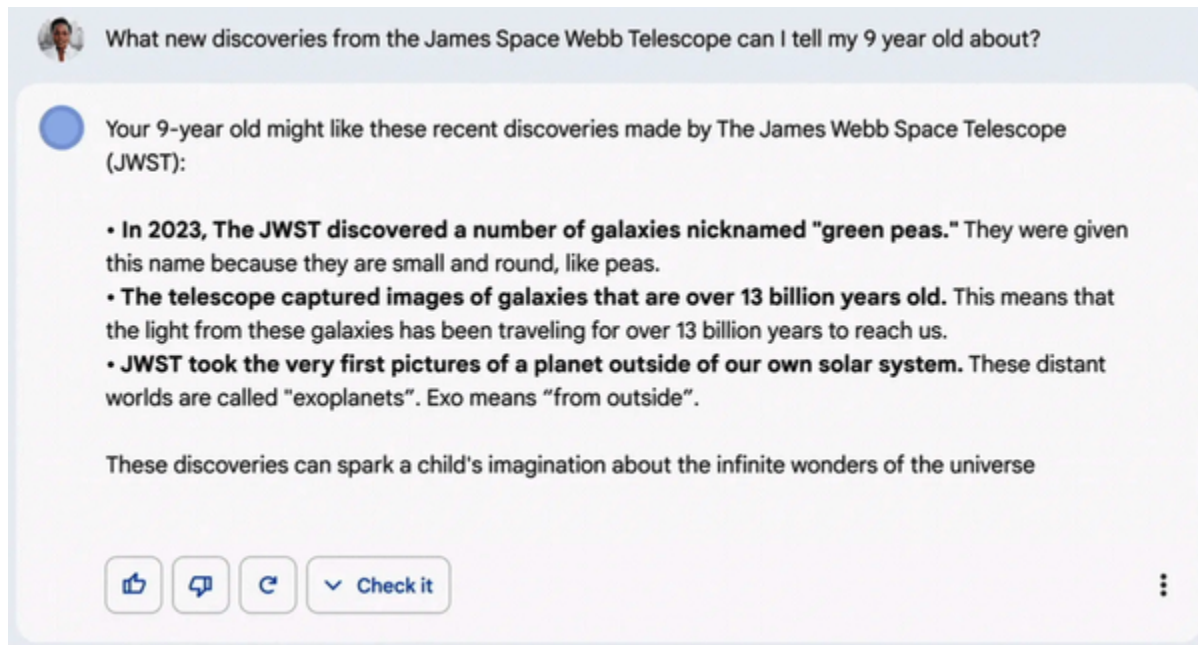 What new discoveries from the James Space Webb Telescope can I tell my 9 year old about?
Your 9-year old might like these recent discoveries made by The James Webb Space Telescope
(JWST):
• In 2023, The JWST discovered a number of galaxies nicknamed "green peas." They were given
this name because they are small and round, like peas.
• The telescope captured images of galaxies that are over 13 billion years old. This means that
the light from these galaxies has been traveling for over 13 billion years to reach us.
• JWST took the very first pictures of a planet outside of our own solar system. These distant
worlds are called "exoplanets”. Exo means “from outside”.
These discoveries can spark a child's imagination about the infinite wonders of the universe
Check it